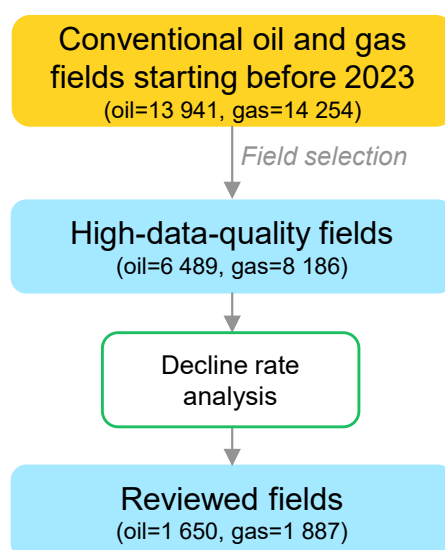 Conventional oil and gas
fields starting before 2023
(oil=13 941, gas=14 254)
Field selection
High-data-quality fields
(oil=6 489, gas=8 186)
Decline rate
analysis
Reviewed fields
(oil=1 650, gas=1 887)